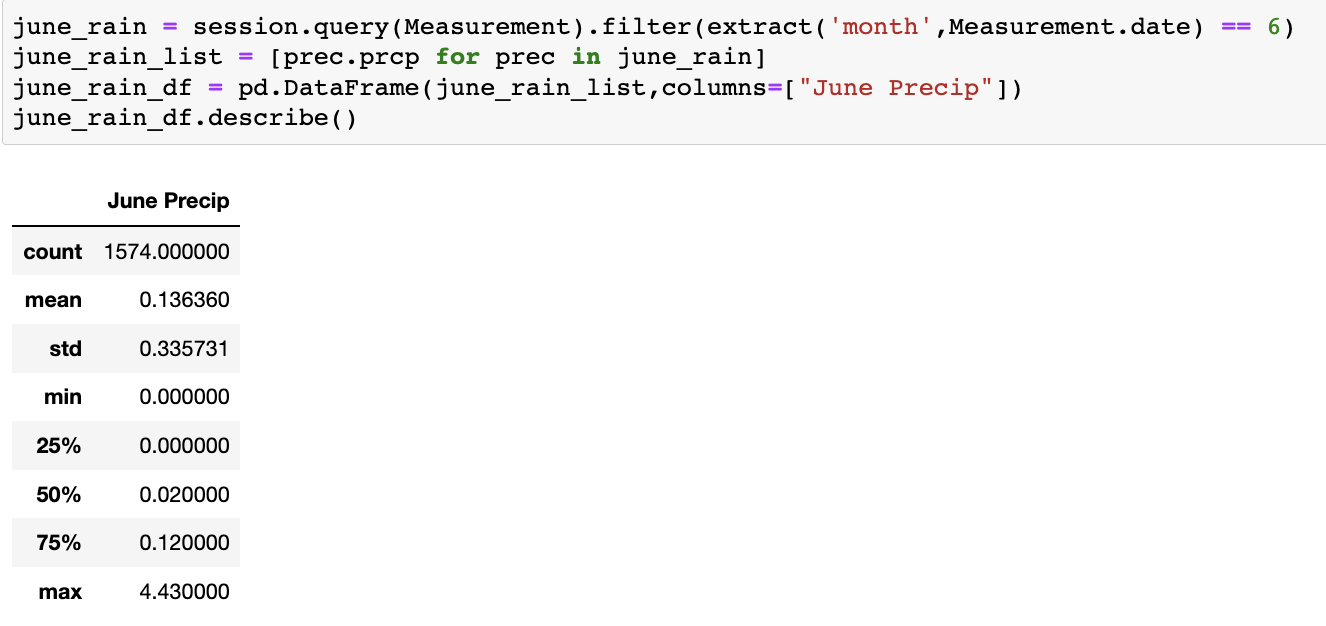 june_rain = session.query(Measurement).filter(extract('month',Measurement.date) == 6)
june_rain_list = [prec.prcp for prec in june_rain]
june_rain_df = pd.DataFrame(june_rain_list,columns=["June Precip"])
june_rain_df.describe()
June Precip
count 1574.000000
mean 0.136360
std 0.335731
min 0.000000
25% 0.000000
50% 0.020000
75% 0.120000
max 4.430000